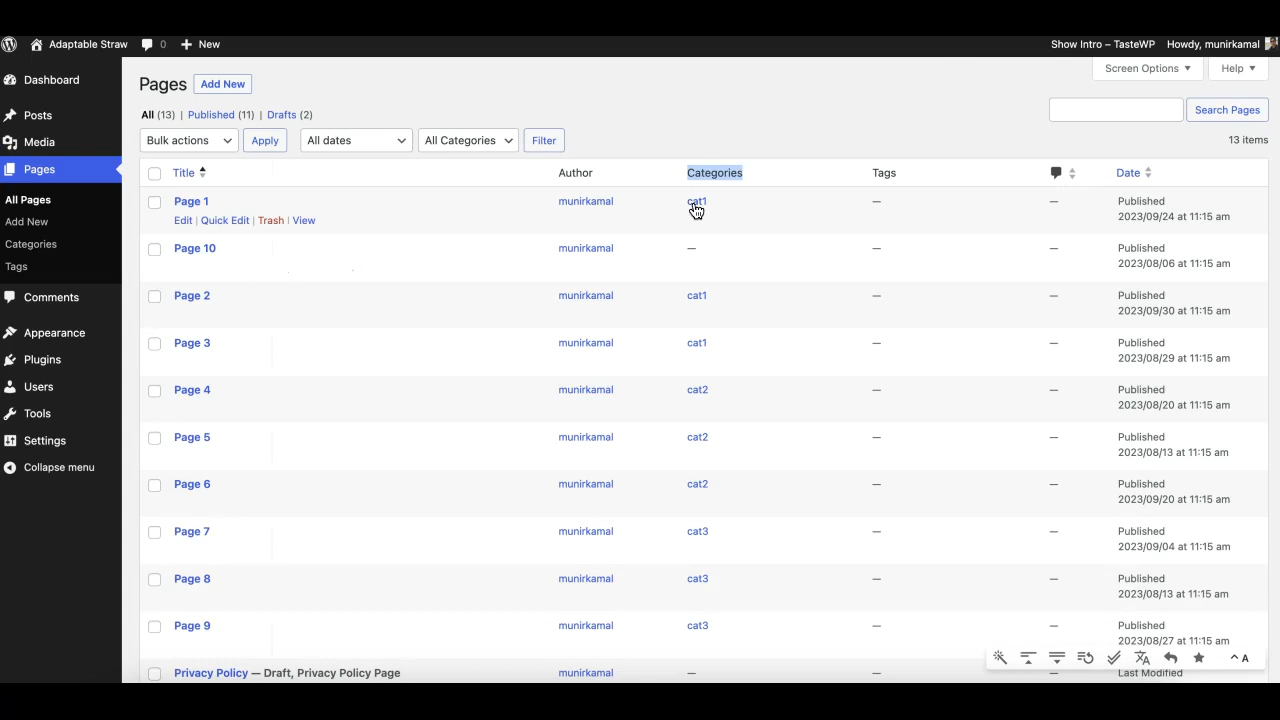 Adaptable Straw 0 New Show Intro – TasteWP Howdy, munirkamal
Dashboard
Posts
Media
Pages
All Pages
Add New
Categories
Tags
Comments
Appearance
Plugins
Users
Tools
Settings
Collapse menu
Screen Options Help
Pages Add New
All (13) | Published (11) | Drafts (2)
Search Pages
Bulk actions Apply All dates All Categories Filter 13 items
Title Author Categories Tags Date
Page 1 munirkamal cat1 — — Published
Edit | Quick Edit | Trash | View 2023/09/24 at 11:15 am
Page 10 munirkamal — — — Published
2023/08/06 at 11:15 am
Page 2 munirkamal cat1 — — Published
2023/09/30 at 11:15 am
Page 3 munirkamal cat1 — — Published
2023/08/29 at 11:15 am
Page 4 munirkamal cat2 — — Published
2023/08/20 at 11:15 am
Page 5 munirkamal cat2 — — Published
2023/08/13 at 11:15 am
Page 6 munirkamal cat2 — — Published
2023/09/20 at 11:15 am
Page 7 munirkamal cat3 — — Published
2023/09/04 at 11:15 am
Page 8 munirkamal cat3 — — Published
2023/08/13 at 11:15 am
Page 9 munirkamal cat3 — — Published
2023/08/27 at 11:15 am
A
Privacy Policy — Draft, Privacy Policy Page munirkamal — — — Last Modified